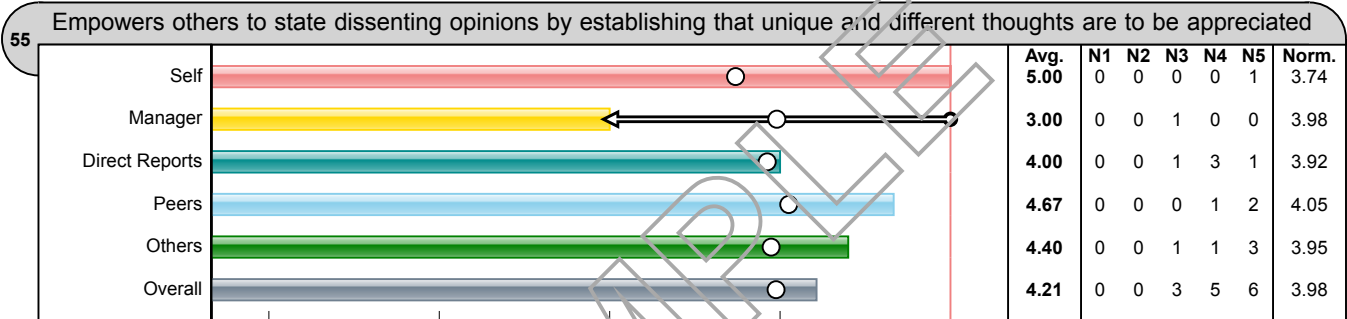 Empowers others to state dissenting opinions by establishing that unique and different thoughts are to be appreciated
55
Avg. N1 N2 N3 N4 N5 Norm.
Self 5.00 0 0 0 0 1 3.74
Manager 3.00 0 0 1 0 0 3.98
Direct Reports 4.00 0 0 1 3 1 3.92
Peers 4.67 0 0 0 1 2 4.05
Others 4.40 0 0 1 1 3 3.95
Overall 4.21 0 0 3 5 6 3.98